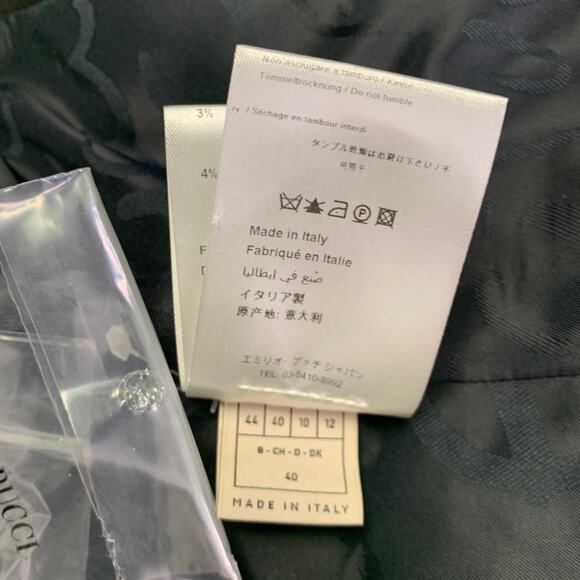 Non asciugare a tamburo / Keine
Tommeltrocknung / Do not tumble
ry / Séchage en tambour interdi
タンブル乾燥はお避け下さい / 不
可用干
Made in Italy
Fabriqué en Italie
صنع في إيطاليا
イタリア製
原产地: 意大利
エミリオ・プッチ ジャパン
TEL. 03-5410-8992
3%
4%
F
D
44 40 10 12
B - CH - D - DK
40
MADE IN ITALY
PUCCI